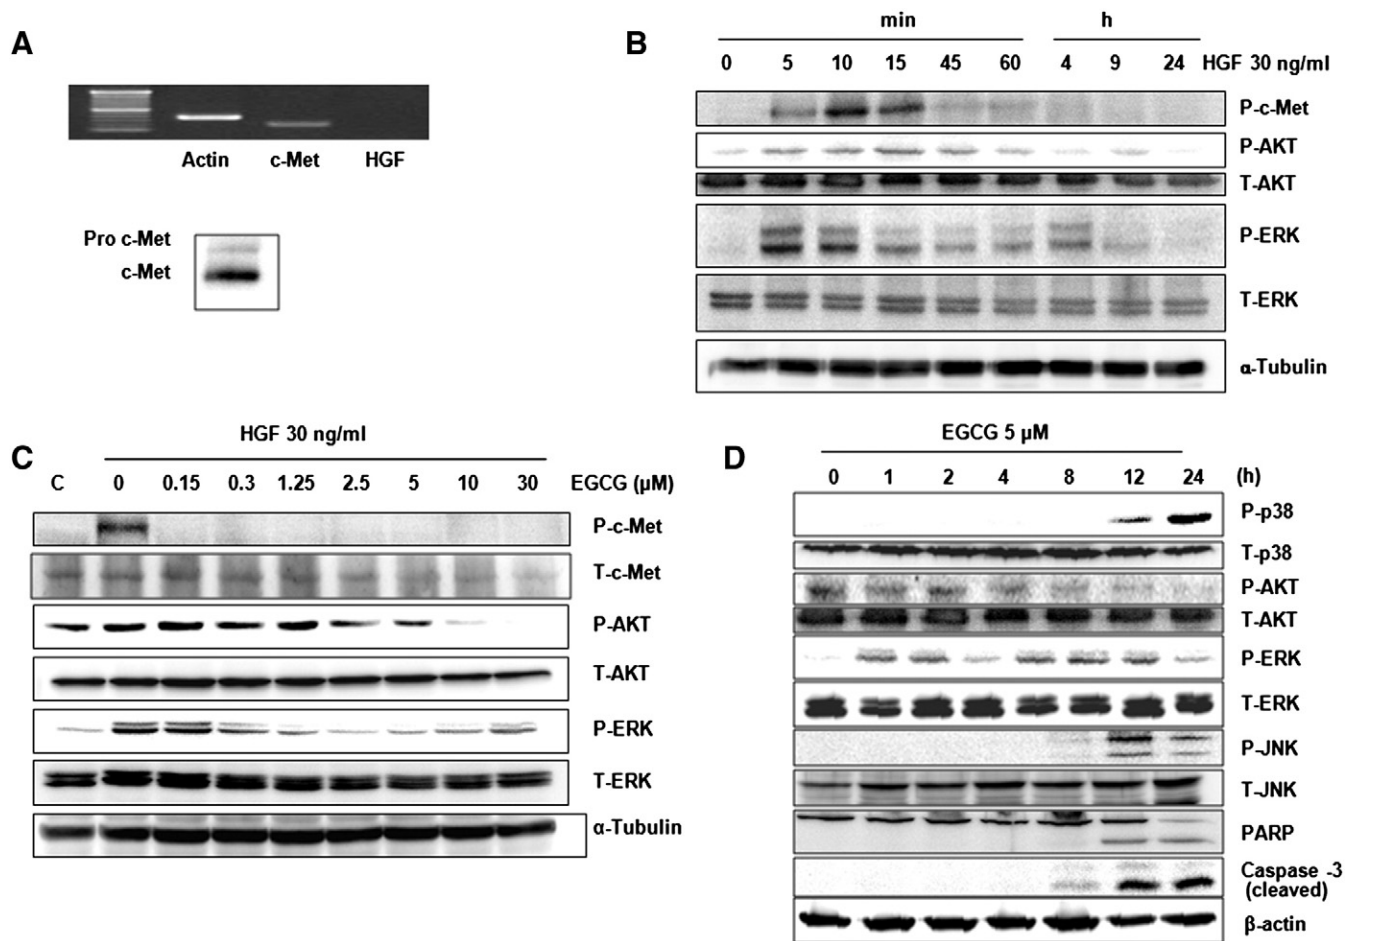 A
Actin c-Met HGF
Pro c-Met
c-Met
B
min h
0 5 10 15 45 60 4 9 24 HGF 30 ng/ml
P-c-Met
P-AKT
T-AKT
P-ERK
T-ERK
α-Tubulin
C
HGF 30 ng/ml
C 0 0.15 0.3 1.25 2.5 5 10 30 EGCG (µM)
P-c-Met
T-c-Met
P-AKT
T-AKT
P-ERK
T-ERK
α-Tubulin
D
EGCG 5 µM
0 1 2 4 8 12 24 (h)
P-p38
T-p38
P-AKT
T-AKT
P-ERK
T-ERK
P-JNK
T-JNK
PARP
Caspase -3
(cleaved)
β-actin